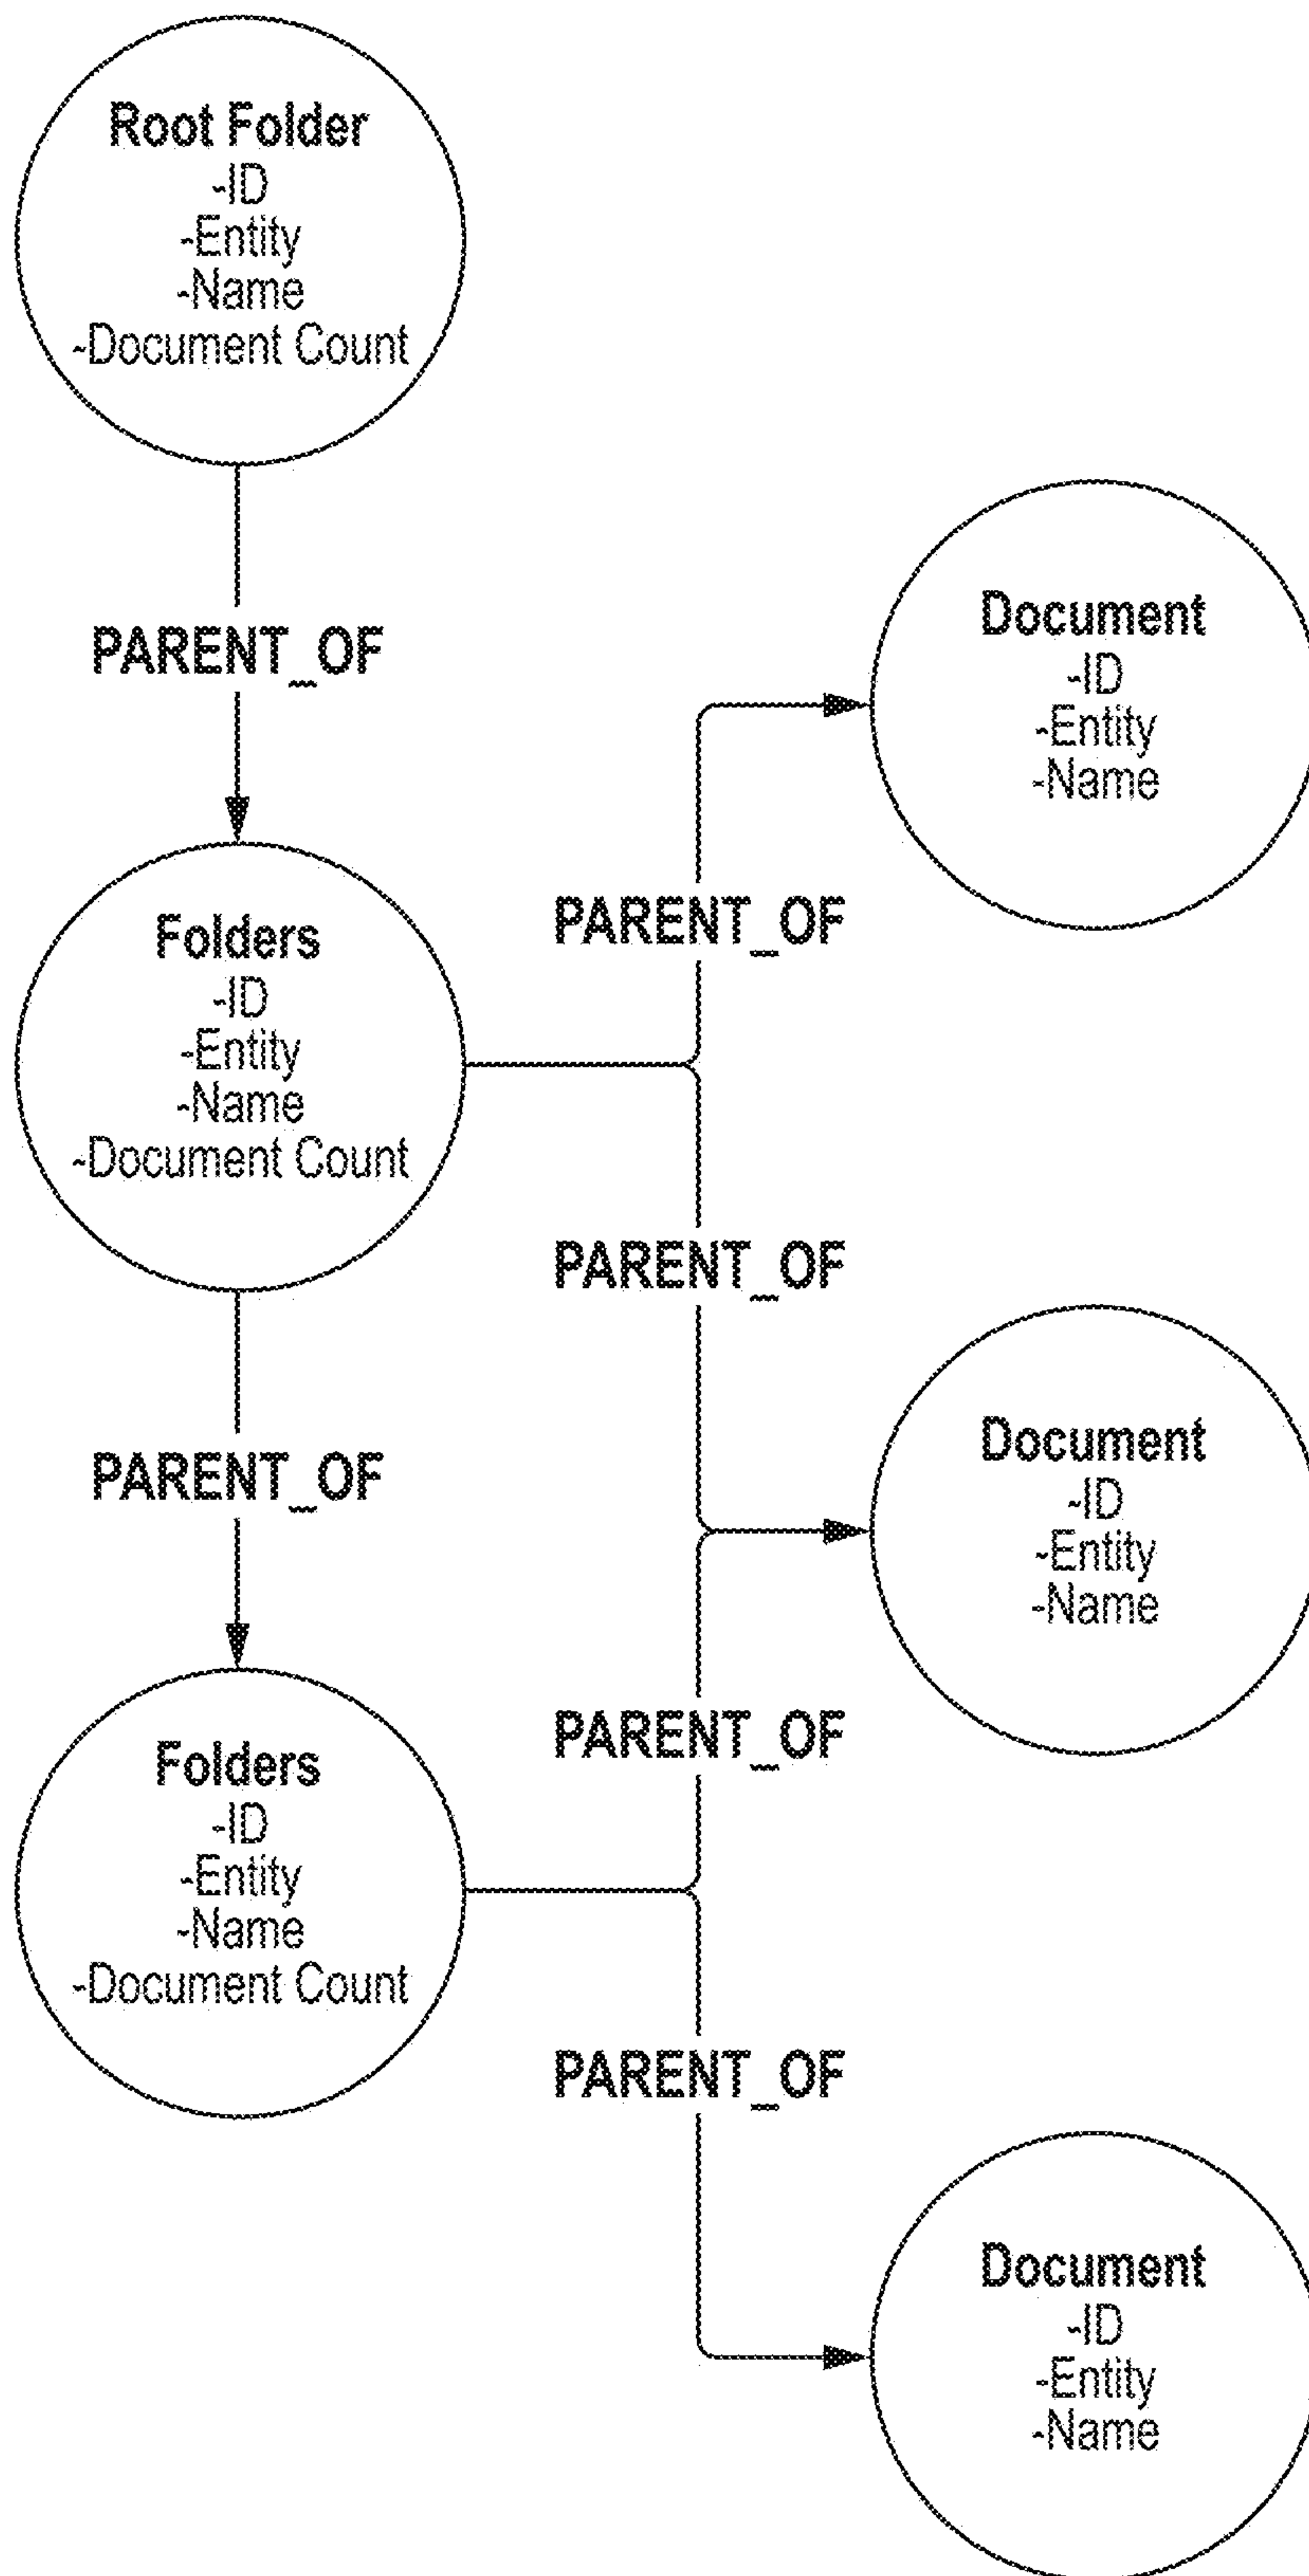 Root Folder
-ID
-Entity
-Name
-Document Count
PARENT_OF
Document
-ID
-Entity
-Name
Folders
-ID
-Entity
-Name
-Document Count
PARENT_OF
PARENT_OF
PARENT_OF
Document
-ID
-Entity
-Name
Folders
-ID
-Entity
-Name
-Document Count
PARENT_OF
PARENT_OF
Document
-ID
-Entity
-Name